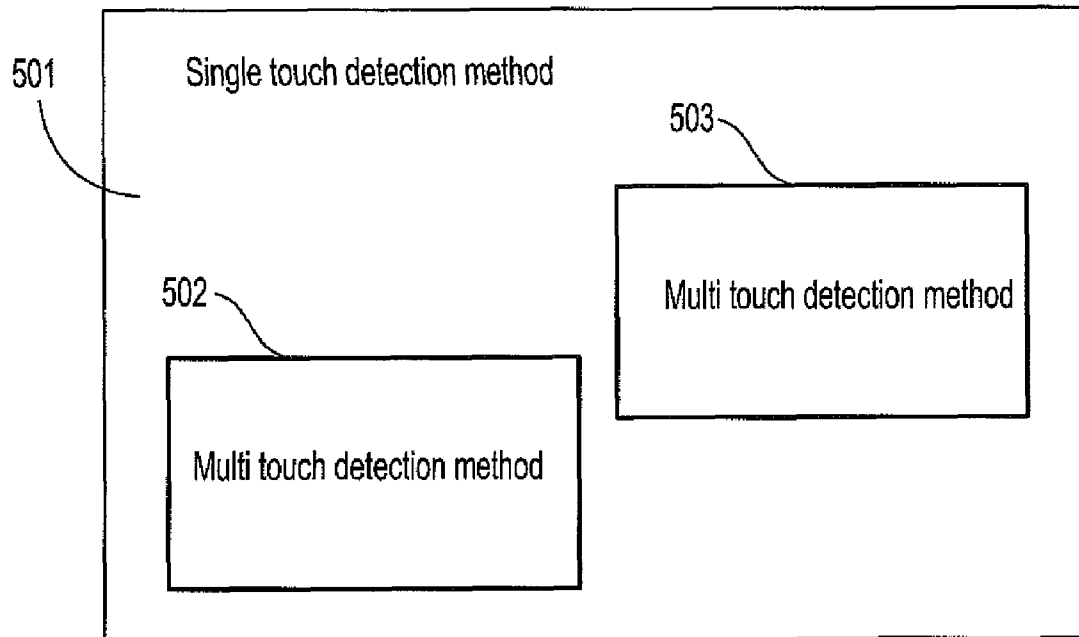 501
Single touch detection method
503
502
Multi touch detection method
Multi touch detection method